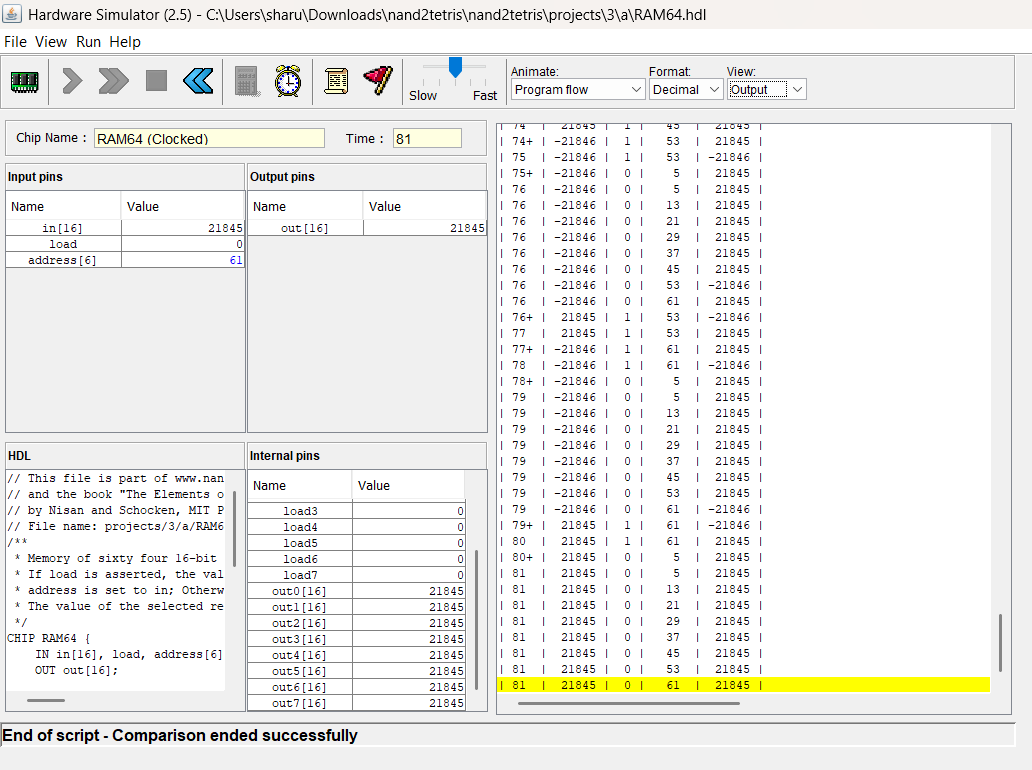 Hardware Simulator (2.5) - C:\Users\sharu\Downloads\nand2tetris\nand2tetris\projects\3\a\RAM64.hdl
File View Run Help
Slow Fast
Animate: Format: View:
Program flow Decimal Output
Chip Name : RAM64 (Clocked) Time : 81
Input pins
Name Value
in[16] 21845
load 0
address[6] 61
Output pins
Name Value
out[16] 21845
HDL
// This file is part of www.nan
// and the book "The Elements o
// by Nisan and Schocken, MIT P
// File name: projects/3/a/RAM6
/**
* Memory of sixty four 16-bit
* If load is asserted, the val
* address is set to in; Otherw
* The value of the selected re
*/
CHIP RAM64 {
IN in[16], load, address[6]
OUT out[16];
Internal pins
Name Value
load3 0
load4 0
load5 0
load6 0
load7 0
out0[16] 21845
out1[16] 21845
out2[16] 21845
out3[16] 21845
out4[16] 21845
out5[16] 21845
out6[16] 21845
out7[16] 21845
| 74 | 21845 | 1 | 45 | 21845 |
| 74+ | -21846 | 1 | 53 | 21845 |
| 75 | -21846 | 1 | 53 | -21846 |
| 75+ | -21846 | 0 | 5 | 21845 |
| 76 | -21846 | 0 | 5 | 21845 |
| 76 | -21846 | 0 | 13 | 21845 |
| 76 | -21846 | 0 | 21 | 21845 |
| 76 | -21846 | 0 | 29 | 21845 |
| 76 | -21846 | 0 | 37 | 21845 |
| 76 | -21846 | 0 | 45 | 21845 |
| 76 | -21846 | 0 | 53 | -21846 |
| 76 | -21846 | 0 | 61 | 21845 |
| 76+ | 21845 | 1 | 53 | -21846 |
| 77 | 21845 | 1 | 53 | 21845 |
| 77+ | -21846 | 1 | 61 | 21845 |
| 78 | -21846 | 1 | 61 | -21846 |
| 78+ | -21846 | 0 | 5 | 21845 |
| 79 | -21846 | 0 | 5 | 21845 |
| 79 | -21846 | 0 | 13 | 21845 |
| 79 | -21846 | 0 | 21 | 21845 |
| 79 | -21846 | 0 | 29 | 21845 |
| 79 | -21846 | 0 | 37 | 21845 |
| 79 | -21846 | 0 | 45 | 21845 |
| 79 | -21846 | 0 | 53 | 21845 |
| 79 | -21846 | 0 | 61 | -21846 |
| 79+ | 21845 | 1 | 61 | -21846 |
| 80 | 21845 | 1 | 61 | 21845 |
| 80+ | 21845 | 0 | 5 | 21845 |
| 81 | 21845 | 0 | 5 | 21845 |
| 81 | 21845 | 0 | 13 | 21845 |
| 81 | 21845 | 0 | 21 | 21845 |
| 81 | 21845 | 0 | 29 | 21845 |
| 81 | 21845 | 0 | 37 | 21845 |
| 81 | 21845 | 0 | 45 | 21845 |
| 81 | 21845 | 0 | 53 | 21845 |
| 81 | 21845 | 0 | 61 | 21845 |
End of script - Comparison ended successfully